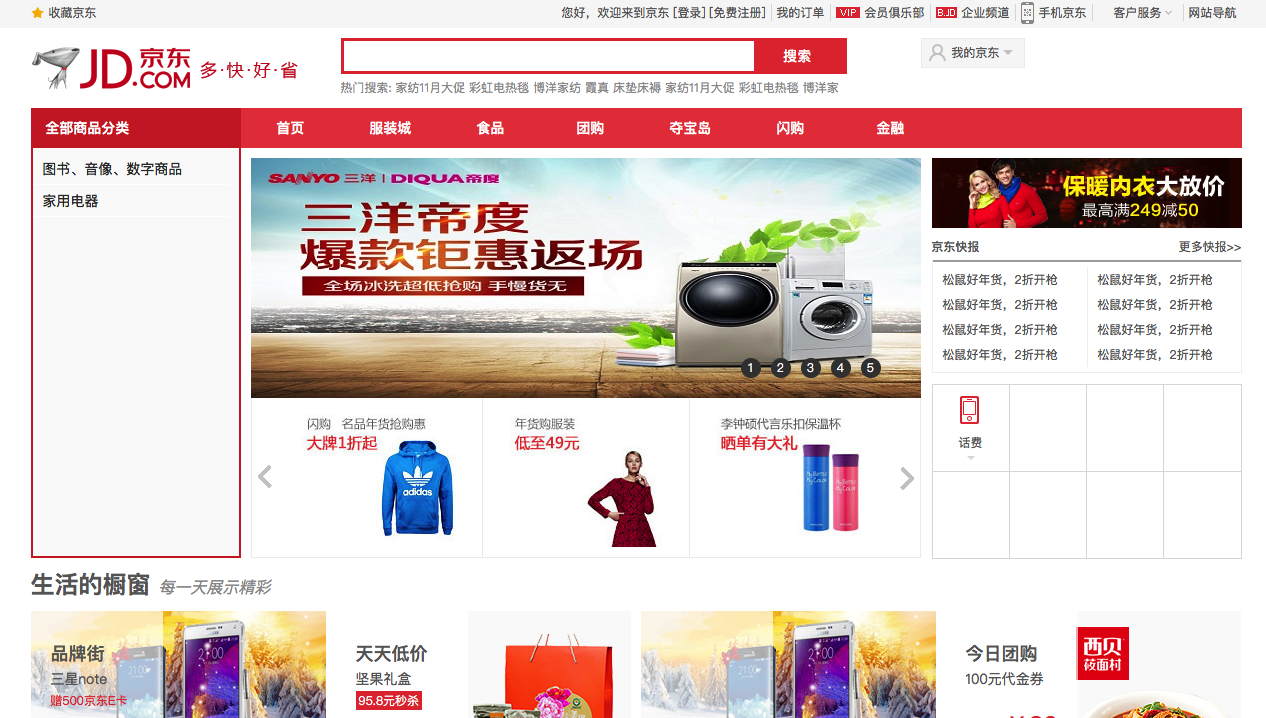 收藏京东
您好，欢迎来到京东 [登录] [免费注册] 我的订单 VIP 会员俱乐部 B.JD 企业频道 手机京东 客户服务 网站导航
JD.COM 京东 多·快·好·省
搜索
我的京东
热门搜索: 家纺11月大促 彩虹电热毯 博洋家纺 霞真 床垫床褥 家纺11月大促 彩虹电热毯 博洋家
全部商品分类 首页 服装城 食品 团购 夺宝岛 闪购 金融
图书、音像、数字商品
家用电器
SANYO 三洋 | DIQUA帝度
三洋帝度
爆款钜惠返场
全场冰洗超低抢购 手慢货无
1 2 3 4 5
保暖内衣大放价
最高满249减50
京东快报 更多快报>>
松鼠好年货，2折开枪 松鼠好年货，2折开枪
松鼠好年货，2折开枪 松鼠好年货，2折开枪
松鼠好年货，2折开枪 松鼠好年货，2折开枪
松鼠好年货，2折开枪 松鼠好年货，2折开枪
话费
闪购 名品年货抢购惠
大牌1折起
adidas
年货购服装
低至49元
李钟硕代言乐扣保温杯
晒单有大礼
生活的橱窗 每一天展示精彩
品牌街
三星note
赠500京东E卡
天天低价
坚果礼盒
95.8元秒杀
今日团购
100元代金券
西贝
莜面村